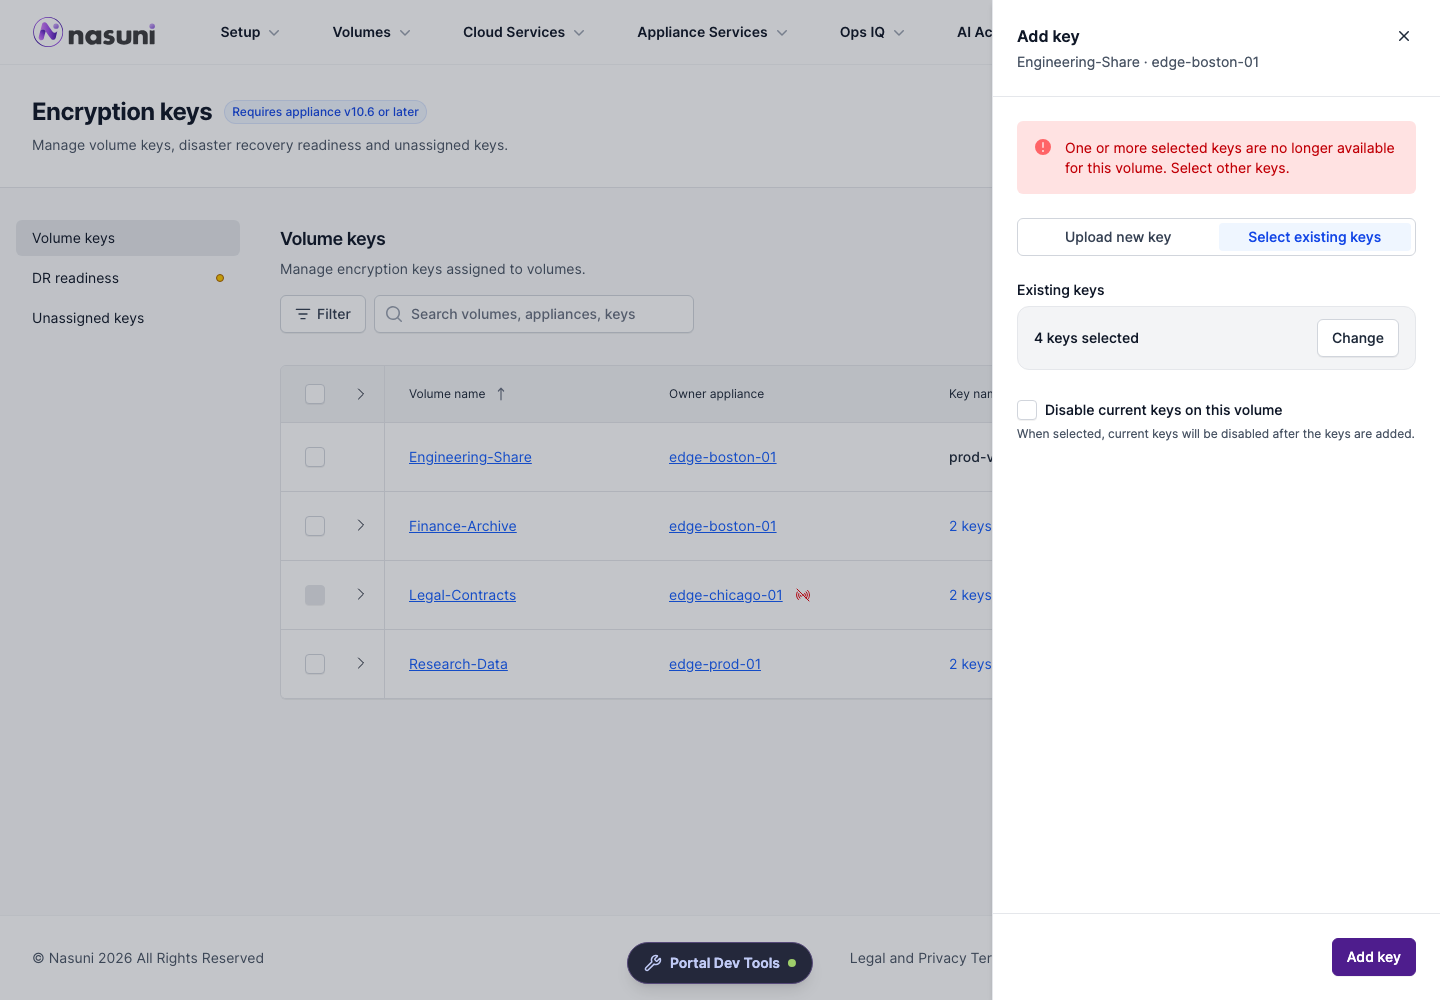 nasuni
Setup
Volumes
Cloud Services
Appliance Services
Ops IQ
AI Ac
Encryption keys
Requires appliance v10.6 or later
Manage volume keys, disaster recovery readiness and unassigned keys.
Volume keys
DR readiness
Unassigned keys
Volume keys
Manage encryption keys assigned to volumes.
Filter
Search volumes, appliances, keys
Volume name
Owner appliance
Key nam
Engineering-Share
edge-boston-01
prod-v
Finance-Archive
edge-boston-01
2 keys
Legal-Contracts
edge-chicago-01
2 keys
Research-Data
edge-prod-01
2 keys
© Nasuni 2026 All Rights Reserved
Portal Dev Tools
Legal and Privacy Ter
Add key
Engineering-Share · edge-boston-01
One or more selected keys are no longer available
for this volume. Select other keys.
Upload new key
Select existing keys
Existing keys
4 keys selected
Change
Disable current keys on this volume
When selected, current keys will be disabled after the keys are added.
Add key